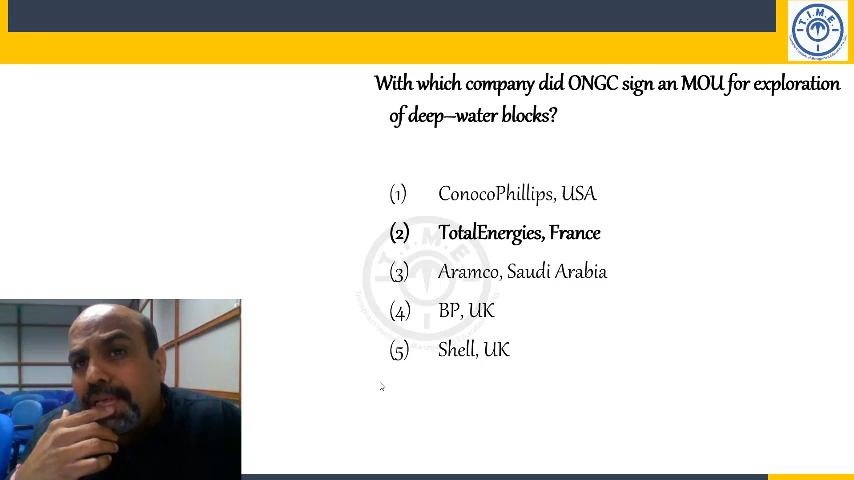 T.I.M.E.
With which company did ONGC sign an MOU for exploration
of deep–water blocks?
(1) ConocoPhillips, USA
(2) TotalEnergies, France
(3) Aramco, Saudi Arabia
(4) BP, UK
(5) Shell, UK